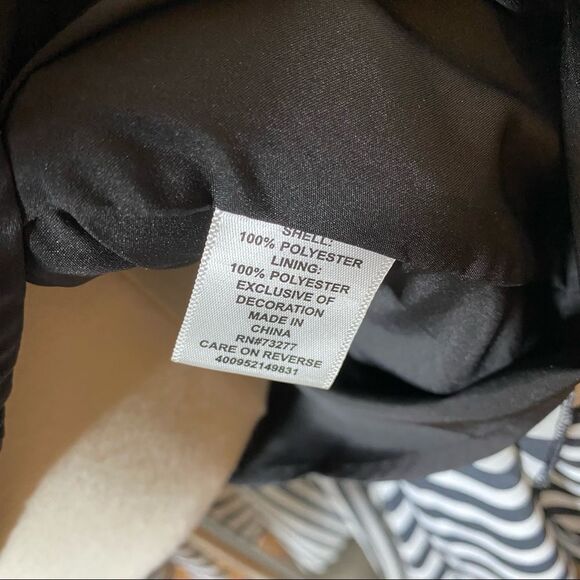 SHELL:
100% POLYESTER
LINING:
100% POLYESTER
EXCLUSIVE OF
DECORATION
MADE IN
CHINA
RN#73277
CARE ON REVERSE
400952149831